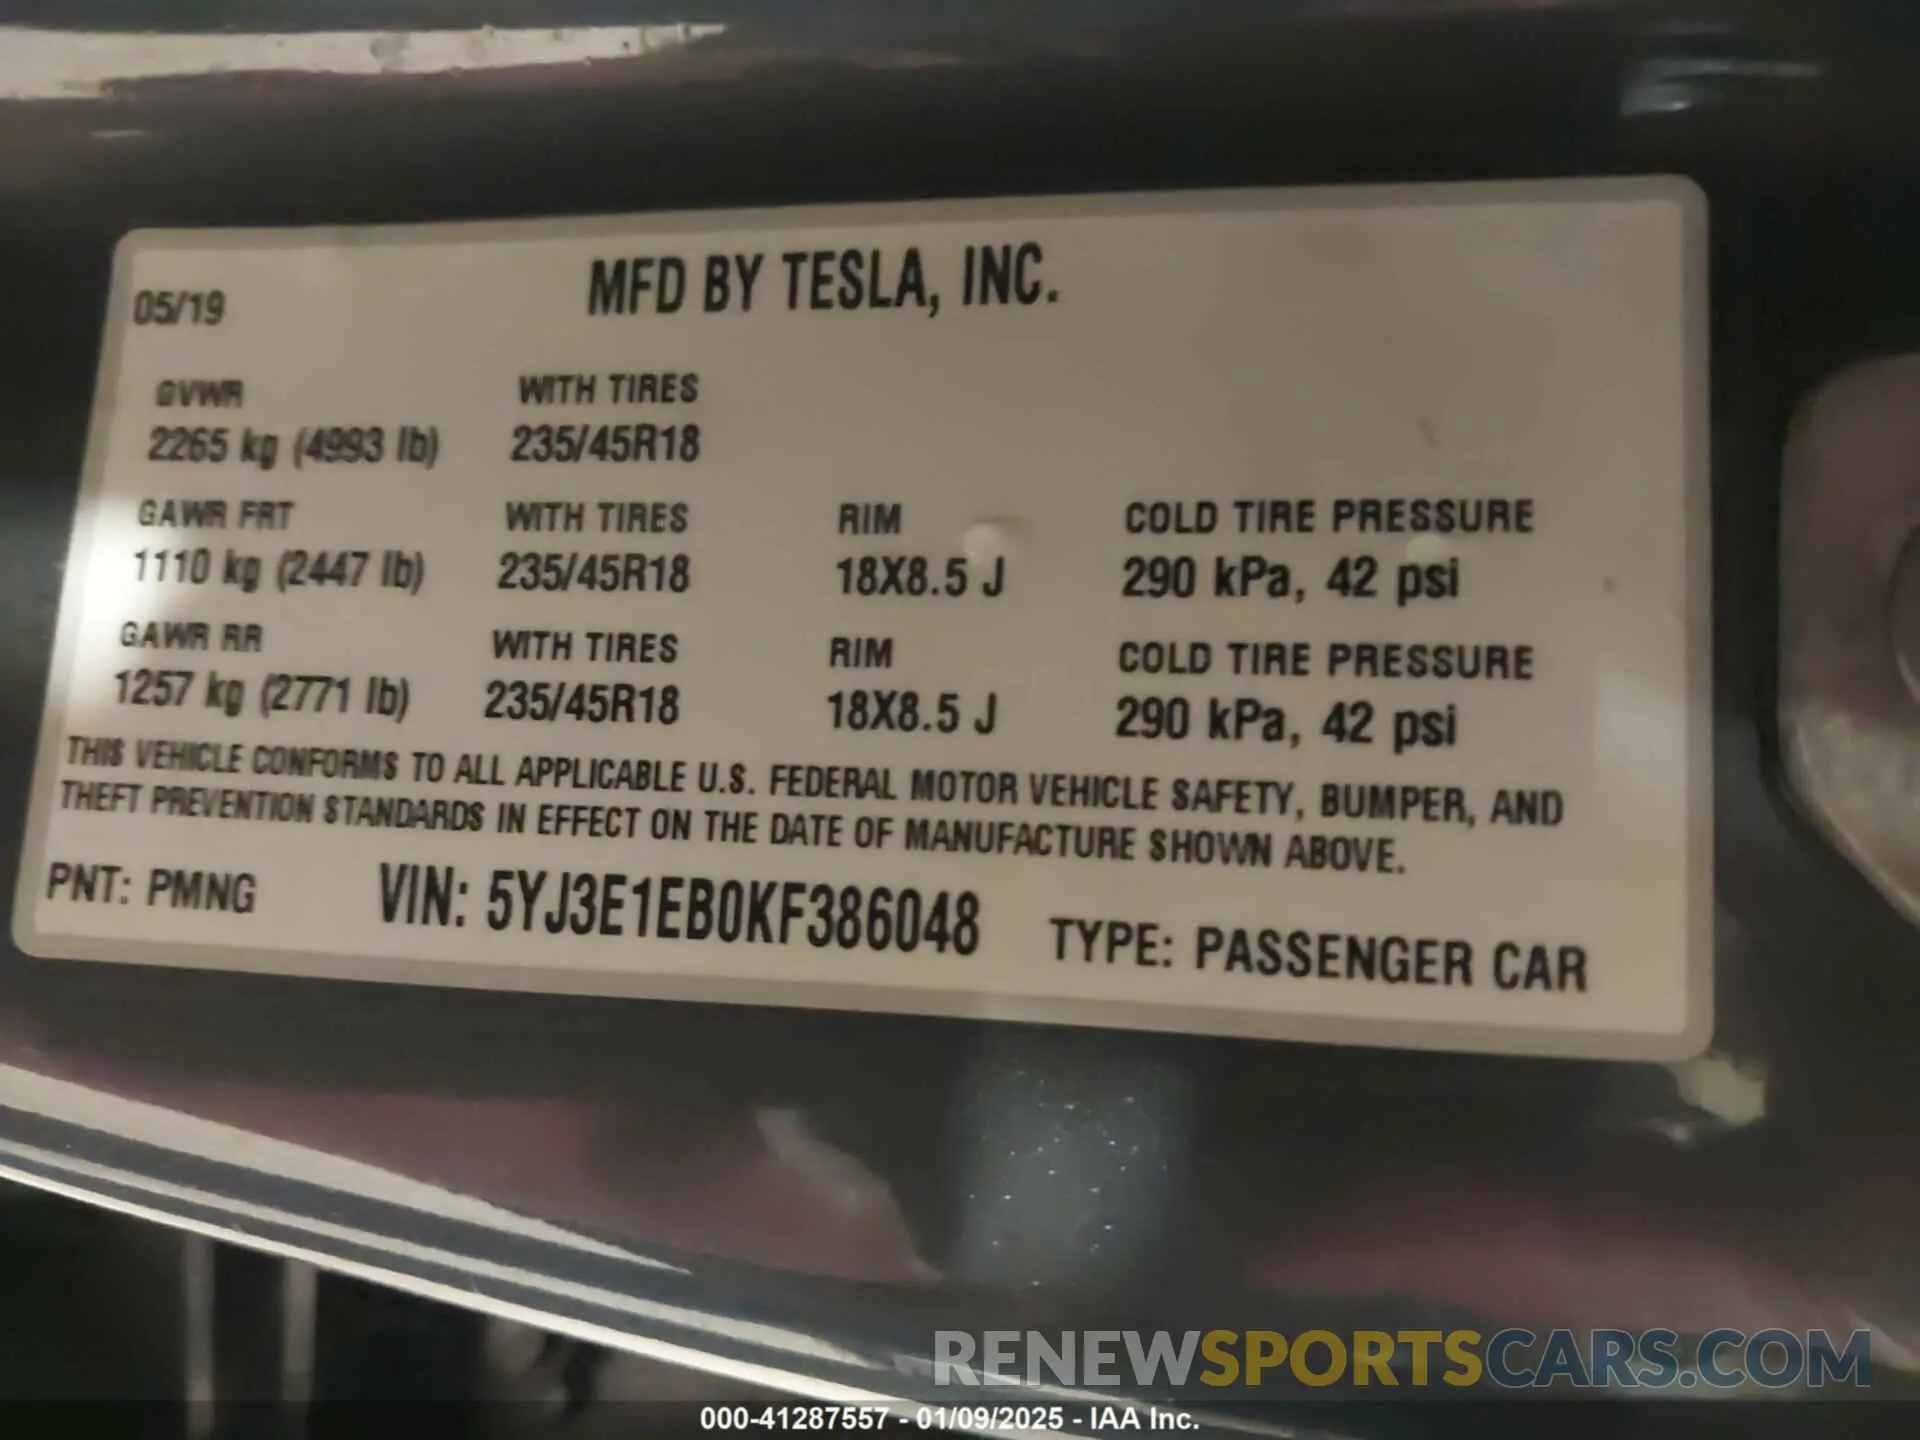 MFD BY TESLA, INC.
05/19
GVWR WITH TIRES
2265 kg (4993 lb) 235/45R18
GAWR FRT WITH TIRES RIM COLD TIRE PRESSURE
1110 kg (2447 lb) 235/45R18 18X8.5 J 290 kPa, 42 psi
GAWR RR WITH TIRES RIM COLD TIRE PRESSURE
1257 kg (2771 lb) 235/45R18 18X8.5 J 290 kPa, 42 psi
THIS VEHICLE CONFORMS TO ALL APPLICABLE U.S. FEDERAL MOTOR VEHICLE SAFETY, BUMPER, AND
THEFT PREVENTION STANDARDS IN EFFECT ON THE DATE OF MANUFACTURE SHOWN ABOVE.
PNT: PMNG VIN: 5YJ3E1EB0KF386048 TYPE: PASSENGER CAR
RENEWSPORTSCARS.COM
000-41287557 - 01/09/2025 - IAA Inc.